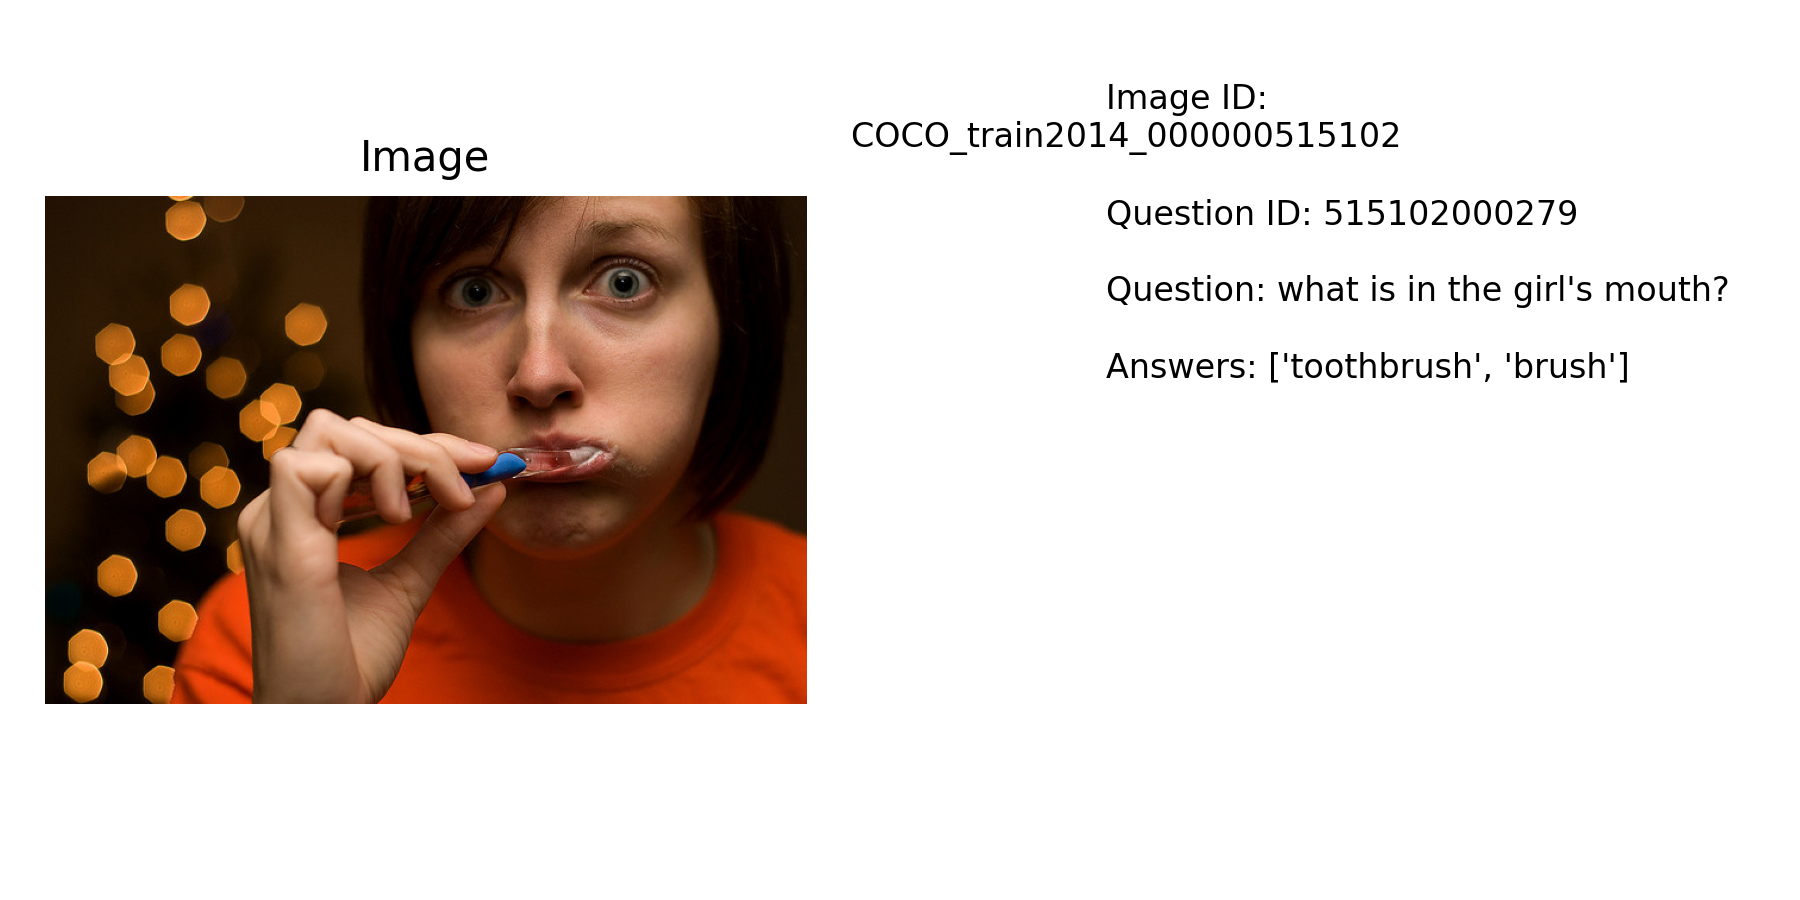 Image
Image ID:
COCO_train2014_000000515102
Question ID: 515102000279
Question: what is in the girl's mouth?
Answers: ['toothbrush', 'brush']